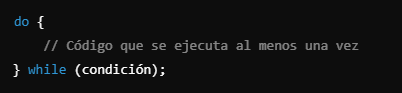 do {
    // Código que se ejecuta al menos una vez
} while (condición);